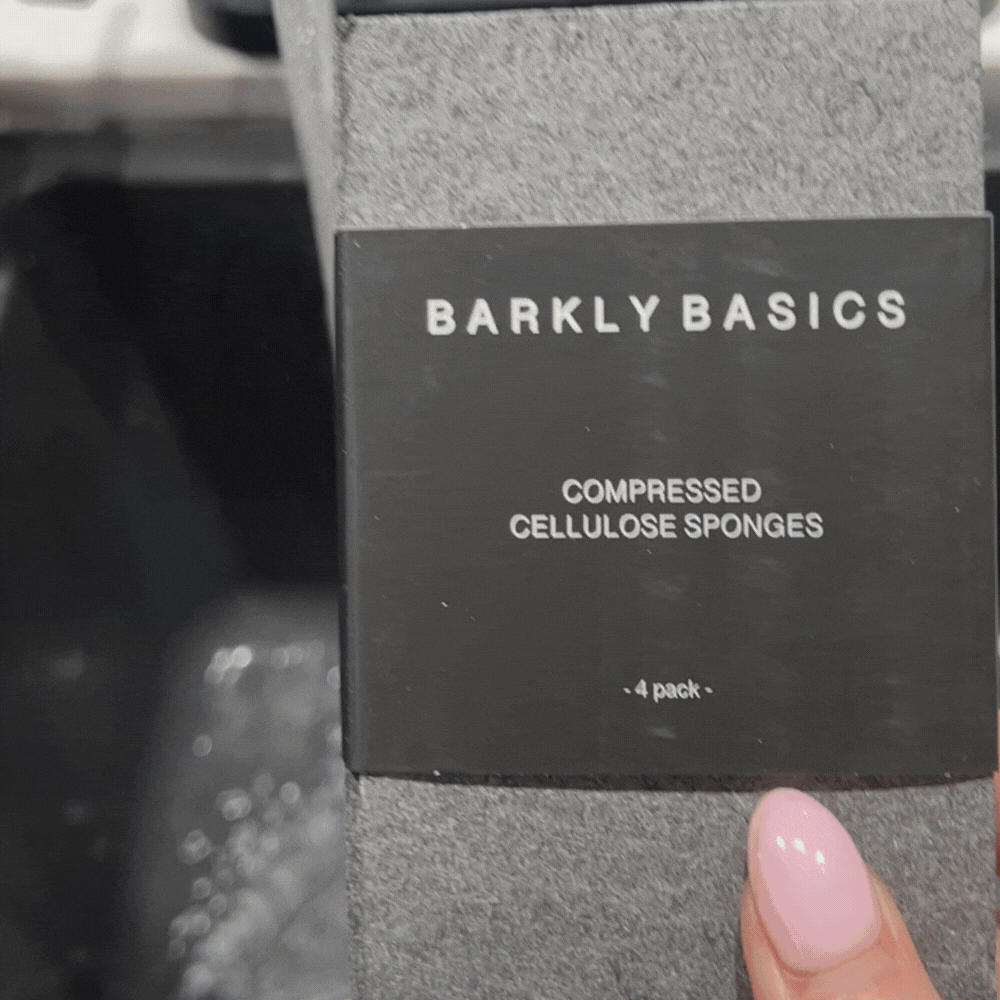 BARKLY BASICS
COMPRESSED
CELLULOSE SPONGES
- 4 pack -